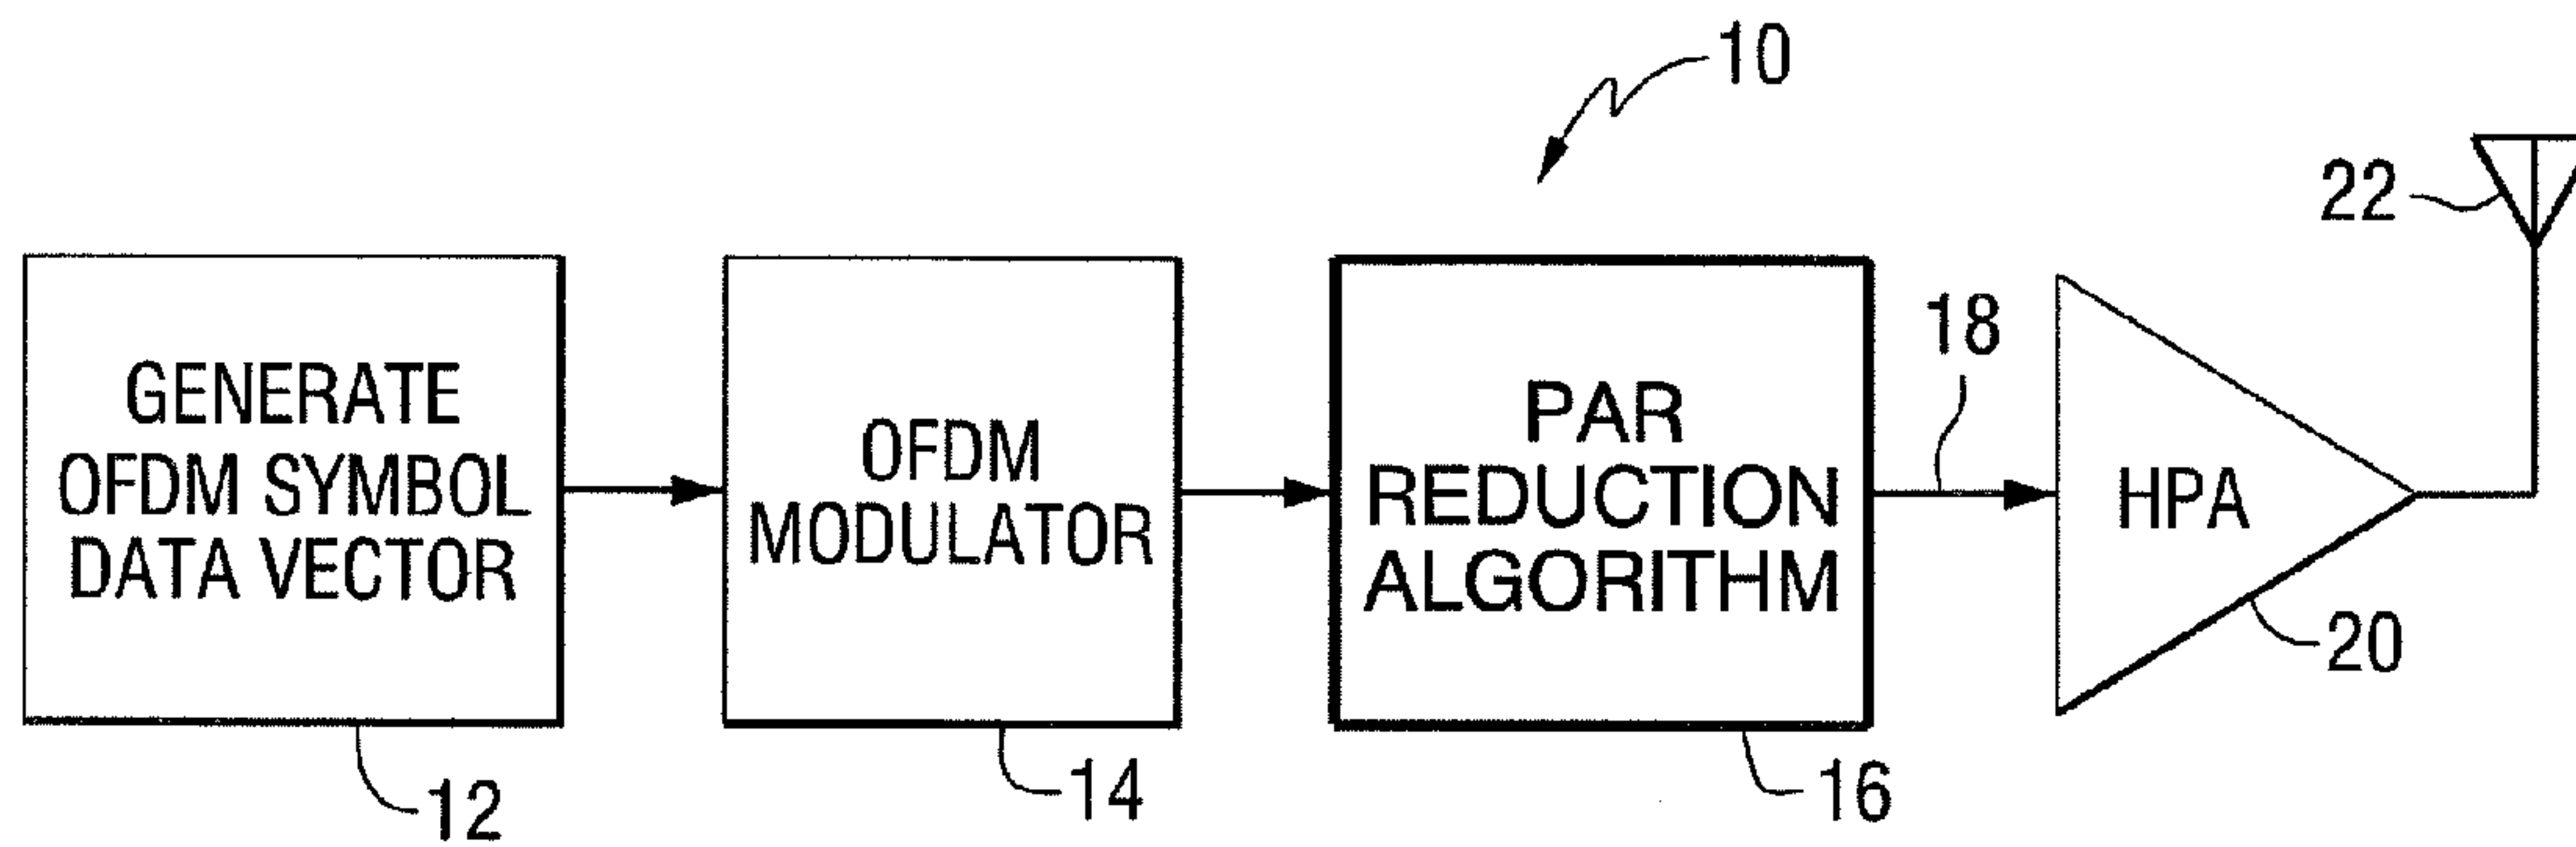 10
22
18
GENERATE
OFDM SYMBOL
DATA VECTOR
OFDM
MODULATOR
PAR
REDUCTION
ALGORITHM
HPA
20
12
14
16